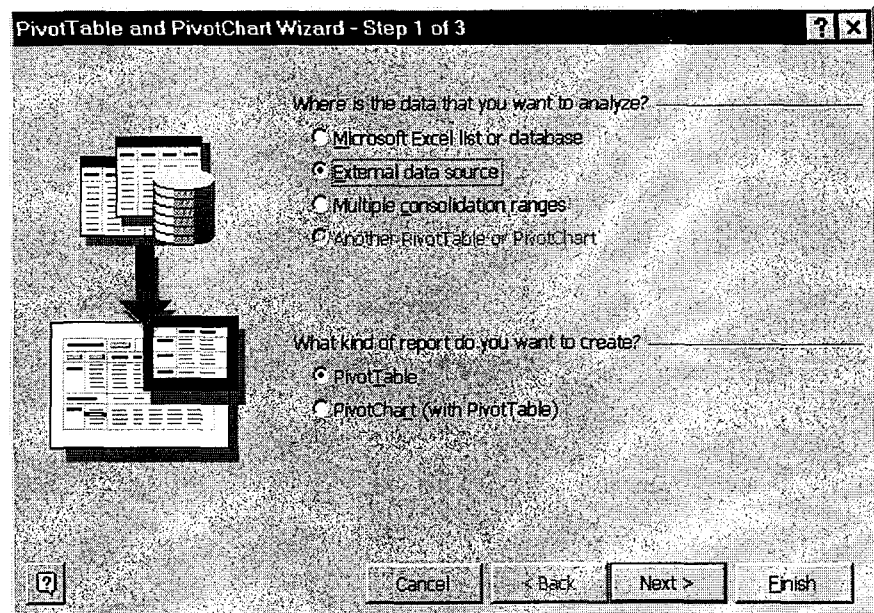 PivotTable and PivotChart Wizard - Step 1 of 3
Where is the data that you want to analyze?
Microsoft Excel list or database
External data source
Multiple consolidation ranges
Another PivotTable or PivotChart
What kind of report do you want to create?
PivotTable
PivotChart (with PivotTable)
Cancel < Back Next > Finish